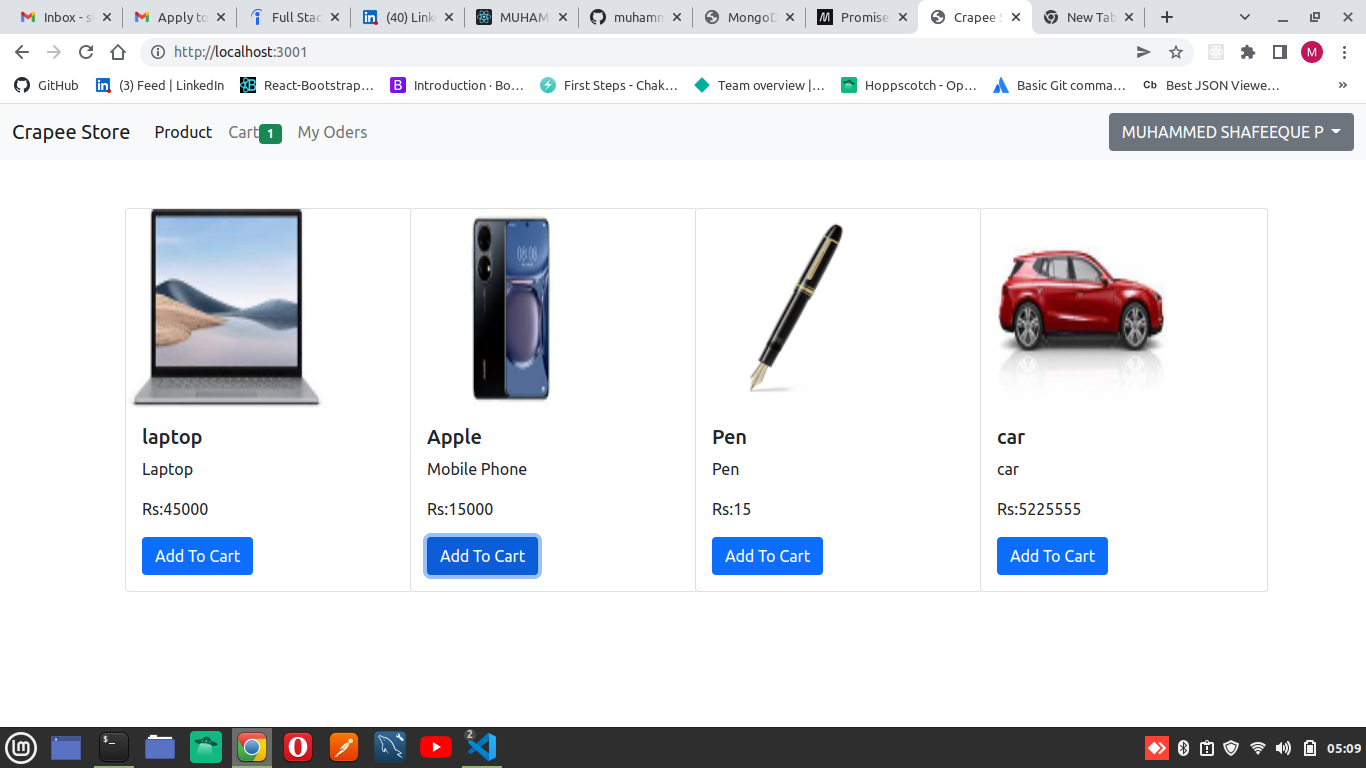 Inbox - sl
Apply to
Full Stac
(40) Link
MUHAM
muhamm
MongoD
Promise
Crapee S
New Tab
http://localhost:3001
M
GitHub
(3) Feed | LinkedIn
React-Bootstrap…
Introduction · Bo…
First Steps - Chak…
Team overview |…
Hoppscotch - Op…
Basic Git comma…
Cb Best JSON Viewe…
»
Crapee Store
Product
Cart 1
My Oders
MUHAMMED SHAFEEQUE P
08:08
laptop
Laptop
Rs:45000
Add To Cart
Apple
Mobile Phone
Rs:15000
Add To Cart
Pen
Pen
Rs:15
Add To Cart
car
car
Rs:5225555
Add To Cart
2
05:09